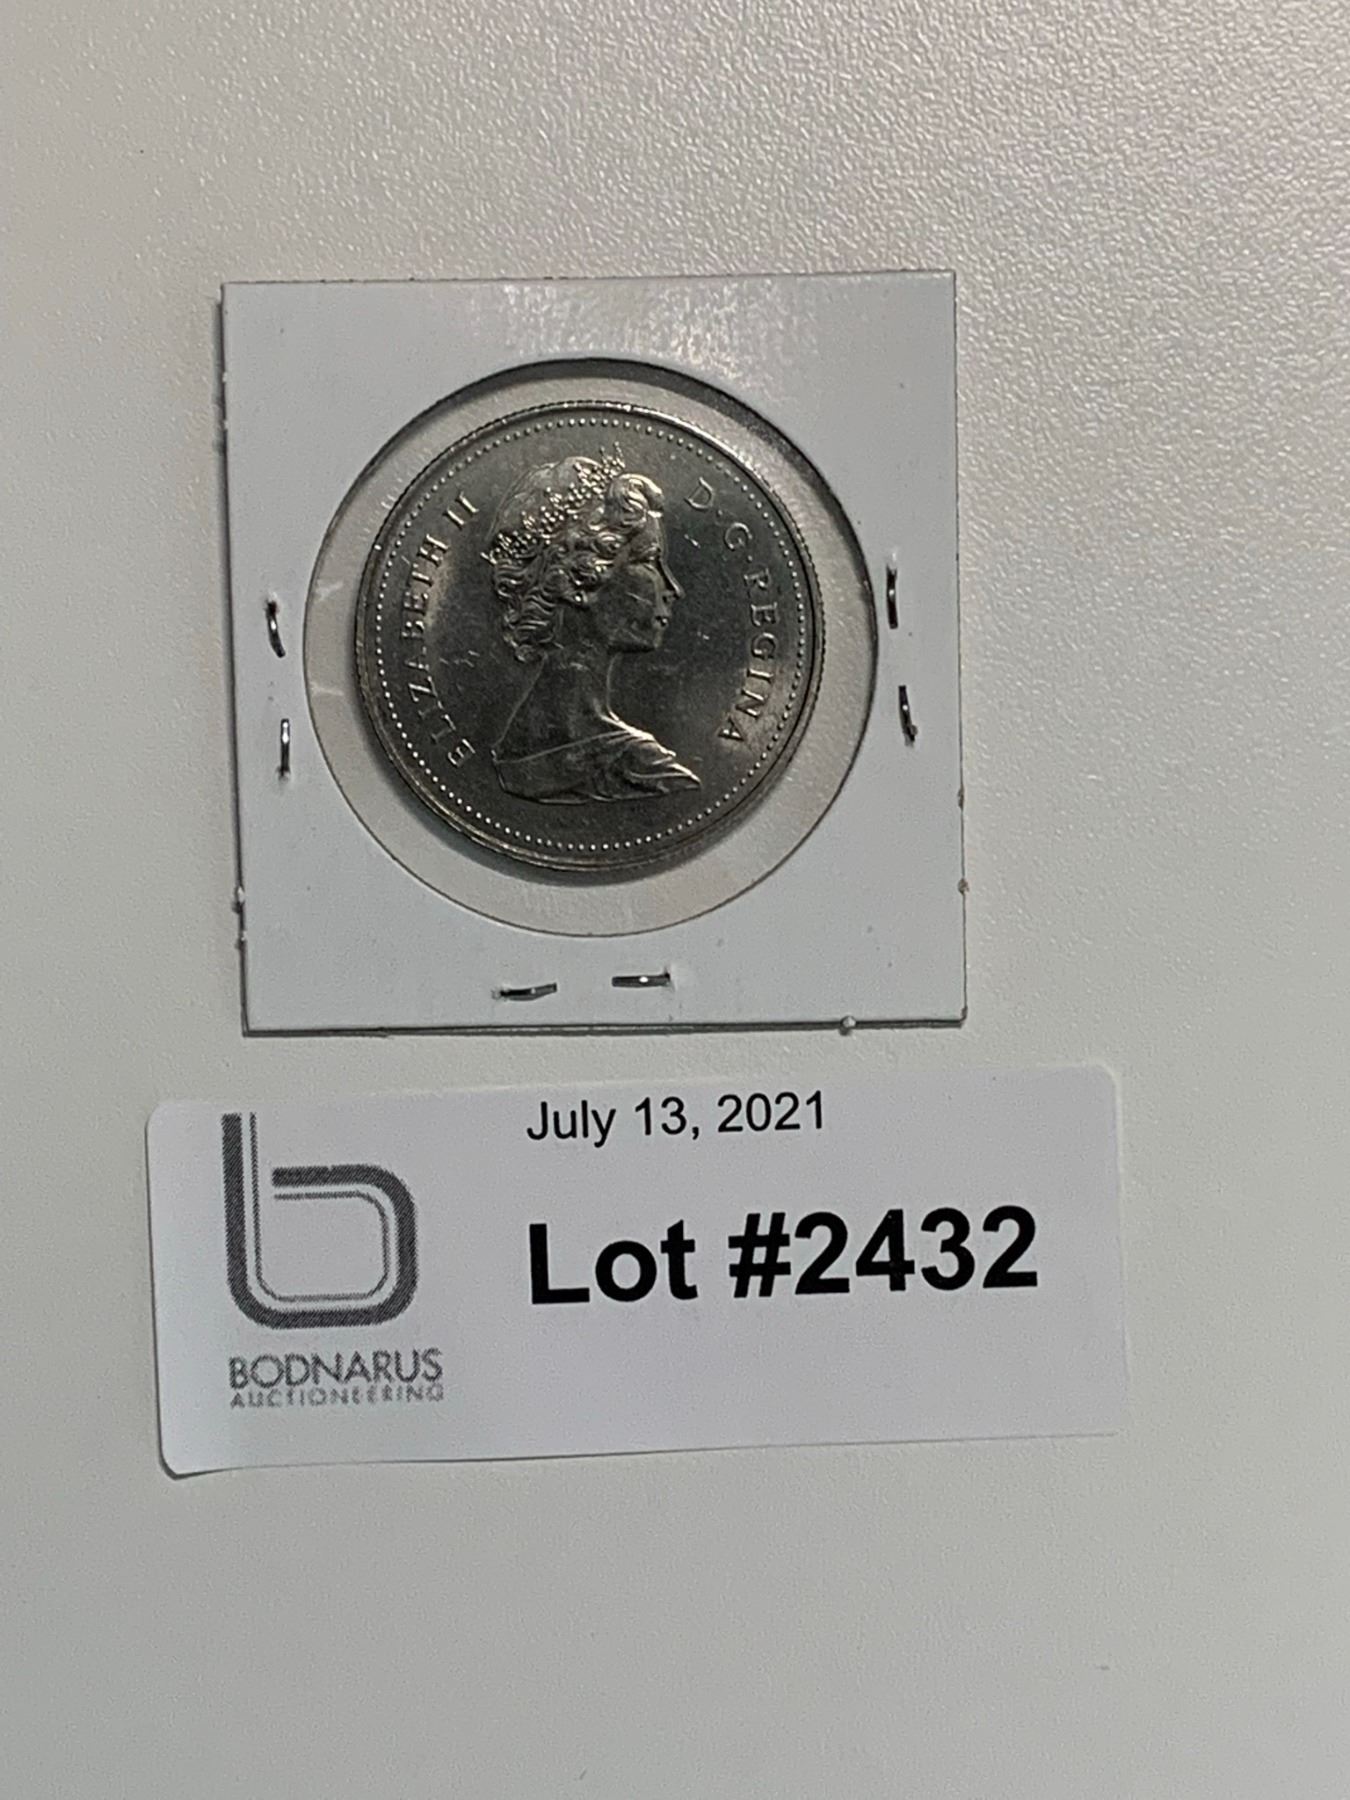 ELIZABETH II D·G·REGINA
July 13, 2021
Lot #2432
BODNARUS
AUCTIONEERING